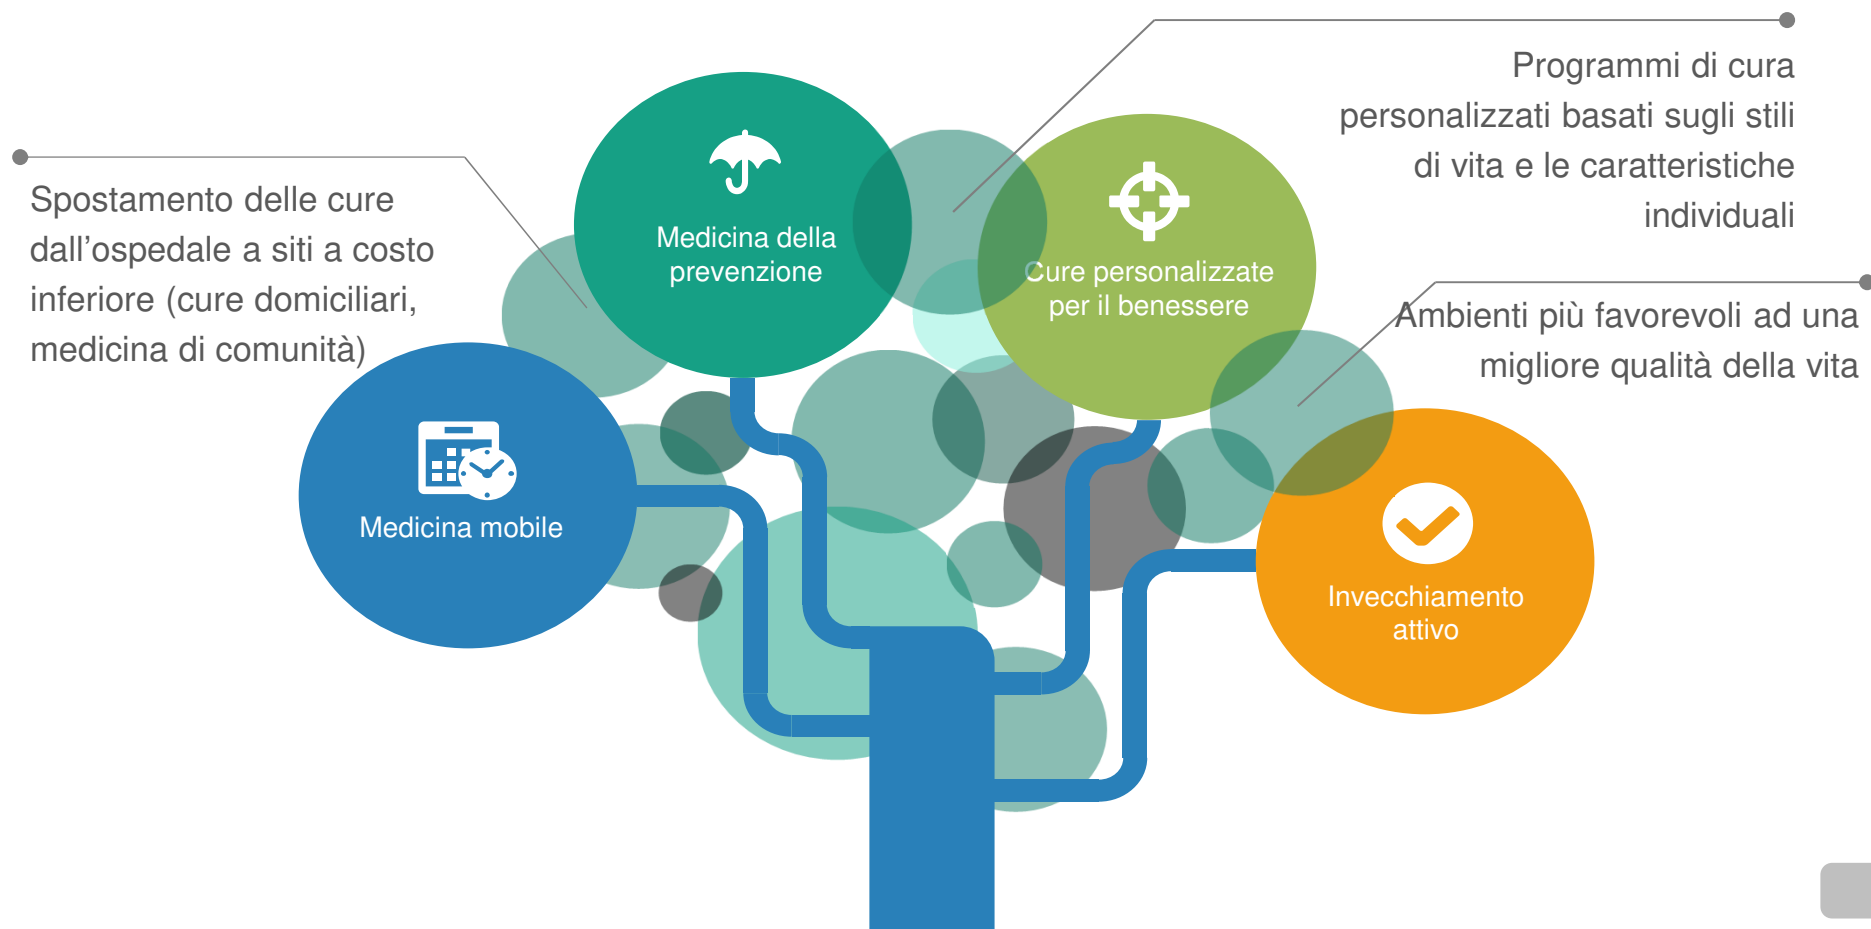 Programmi di cura
personalizzati basati sugli stili
di vita e le caratteristiche
individuali
Spostamento delle cure
dall'ospedale a siti a costo
inferiore (cure domiciliari,
medicina di comunità)
Medicina della
prevenzione
Cure personalizzate
per il benessere
Ambienti più favorevoli ad una
migliore qualità della vita
Medicina mobile
Invecchiamento
attivo